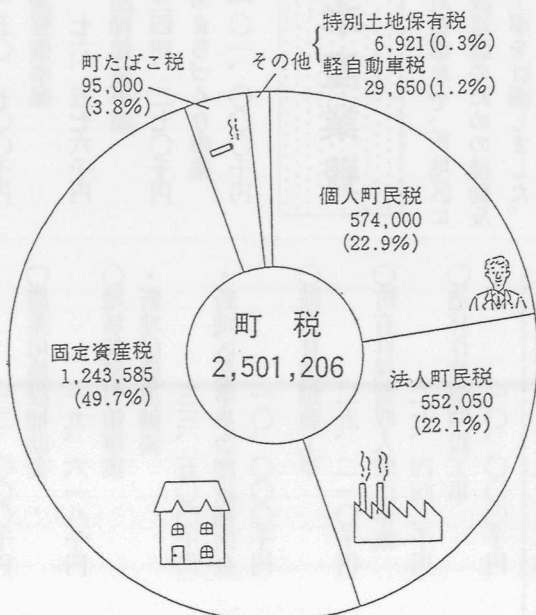 特別土地保有税
6,921(0.3%)
軽自動車税
29,650(1.2%)
その他
町たばこ税
95,000
(3.8%)
個人町民税
574,000
(22.9%)
町 税
2,501,206
固定資産税
1,243,585
(49.7%)
法人町民税
552,050
(22.1%)